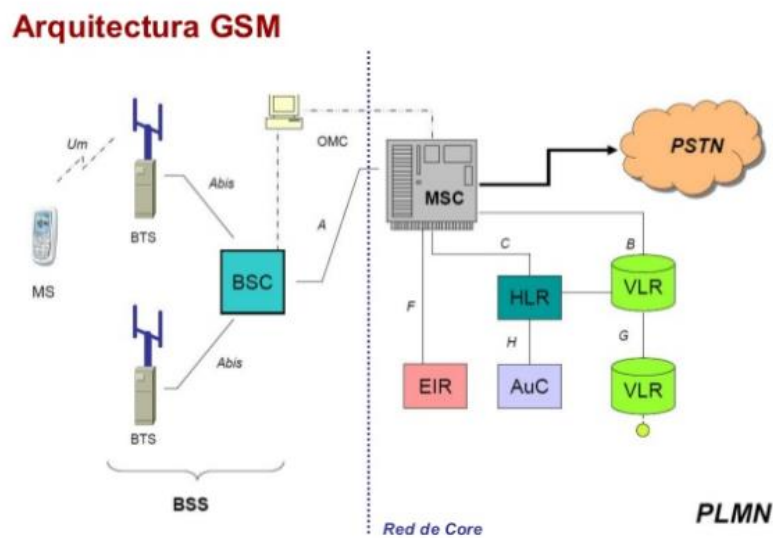 Arquitectura GSM
Um
Abis
BTS
MS
OMC
A
BSC
Abis
BTS
BSS
MSC
PSTN
C
B
HLR
VLR
F
H
G
EIR
AuC
VLR
Red de Core
PLMN